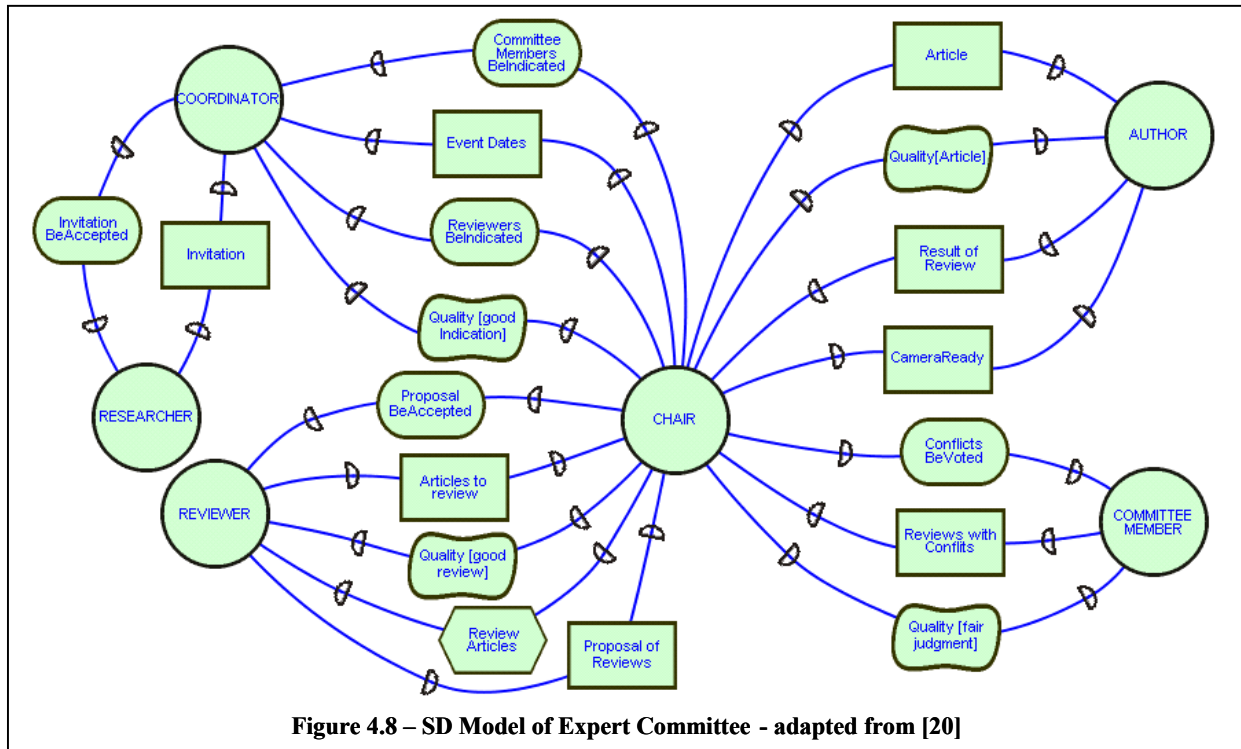 Committee
Members
BeIndicated
Article
COORDINATOR
AUTHOR
Event Dates
Quality[Article]
Invitation
BeAccepted
Invitation
Reviewers
BeIndicated
Result of
Review
Quality [good
Indication]
CameraReady
RESEARCHER
Proposal
BeAccepted
CHAIR
Conflicts
BeVoted
Articles to
review
REVIEWER
COMMITTEE
MEMBER
Reviews with
Conflits
Quality [good
review]
Review
Articles
Proposal of
Reviews
Quality [fair
judgment]
Figure 4.8 – SD Model of Expert Committee - adapted from [20]